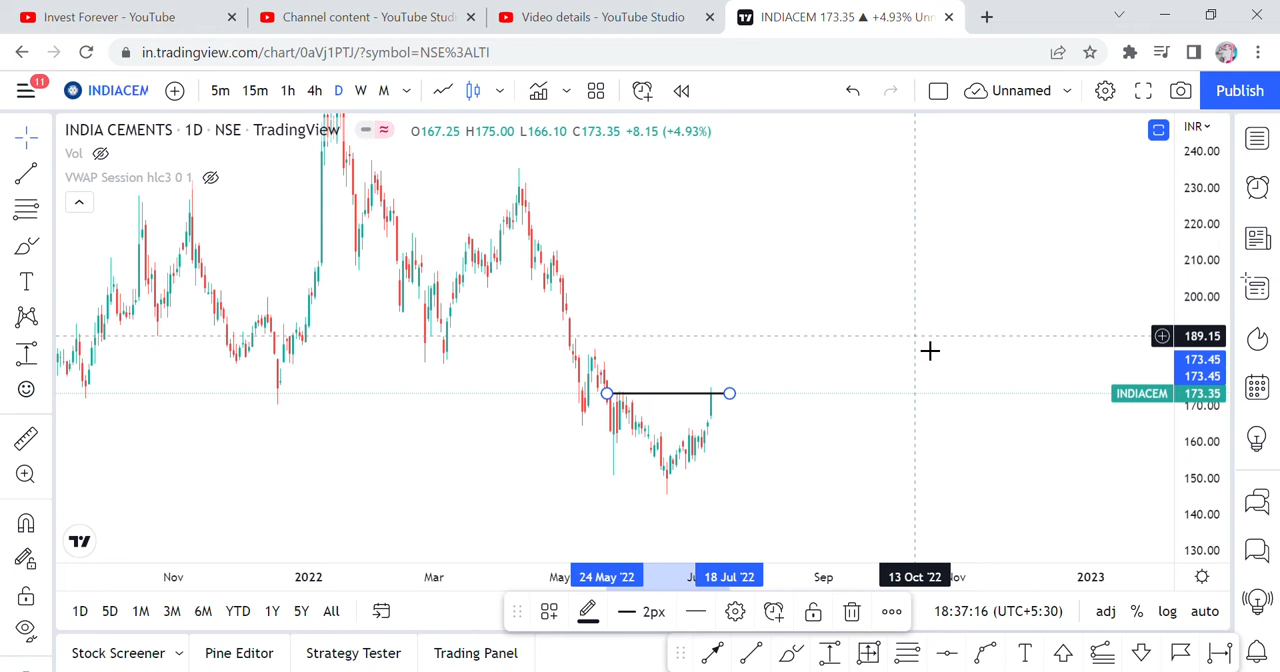 Invest Forever - YouTube
Channel content - YouTube Studi
Video details - YouTube Studio
INDIACEM 173.35 ▲ +4.93% Unn
in.tradingview.com/chart/0aVj1PTJ/?symbol=NSE%3ALTI
11
INDIACEM
5m 15m 1h 4h D W M
Unnamed
Publish
INDIA CEMENTS · 1D · NSE · TradingView
O167.25 H175.00 L166.10 C173.35 +8.15 (+4.93%)
INR
Vol
VWAP Session hlc3 0 1
240.00
230.00
220.00
210.00
200.00
189.15
173.45
173.45
INDIACEM 173.35
170.00
160.00
150.00
140.00
130.00
Nov 2022 Mar May 24 May '22 Ju 18 Jul '22 Sep 13 Oct '22 Nov 2023
1D 5D 1M 3M 6M YTD 1Y 5Y All
2px
18:37:16 (UTC+5:30)
adj % log auto
Stock Screener Pine Editor Strategy Tester Trading Panel